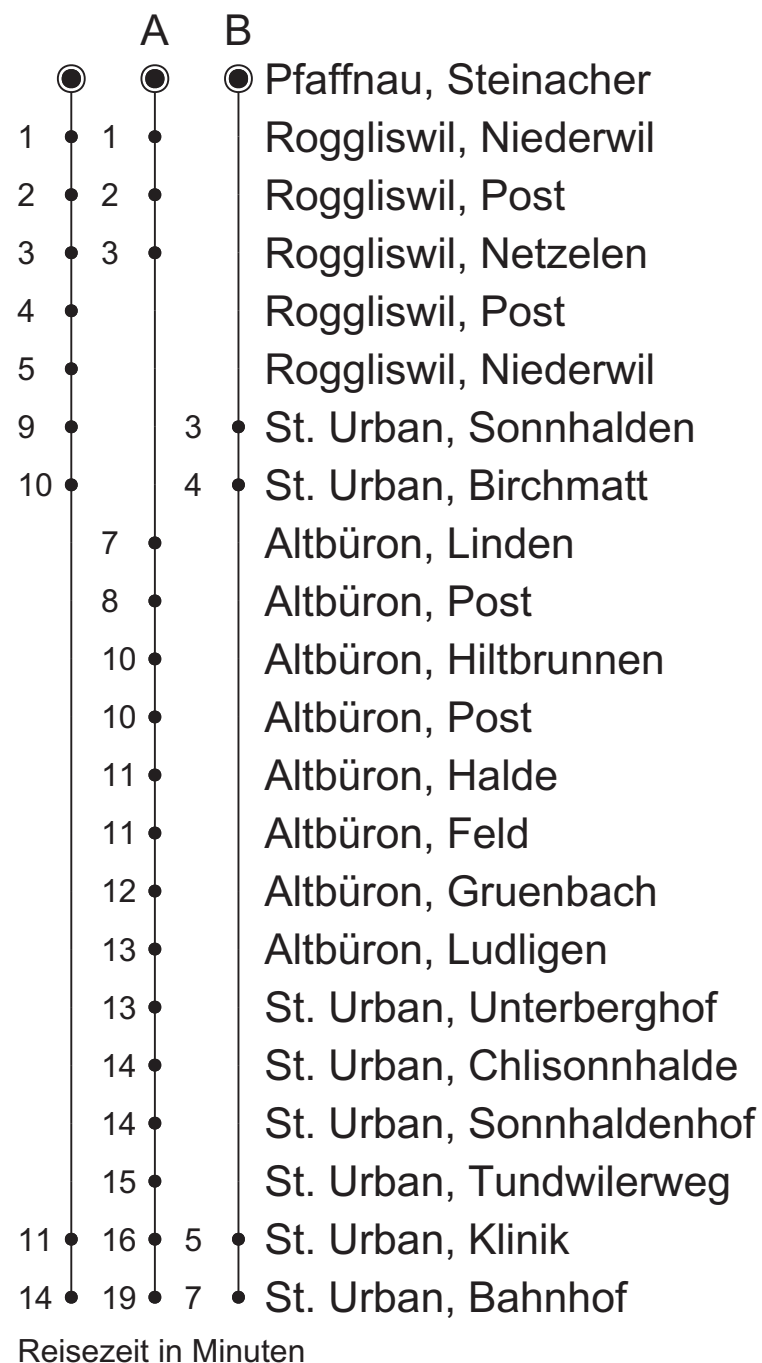 A B
Pfaffnau, Steinacher
1 1 Roggliswil, Niederwil
2 2 Roggliswil, Post
3 3 Roggliswil, Netzelen
4 Roggliswil, Post
5 Roggliswil, Niederwil
9 3 St. Urban, Sonnhalden
10 4 St. Urban, Birchmatt
7 Altbüron, Linden
8 Altbüron, Post
10 Altbüron, Hiltbrunnen
10 Altbüron, Post
11 Altbüron, Halde
11 Altbüron, Feld
12 Altbüron, Gruenbach
13 Altbüron, Ludligen
13 St. Urban, Unterberghof
14 St. Urban, Chlisonnhalde
14 St. Urban, Sonnhaldenhof
15 St. Urban, Tundwilerweg
11 16 5 St. Urban, Klinik
14 19 7 St. Urban, Bahnhof
Reisezeit in Minuten